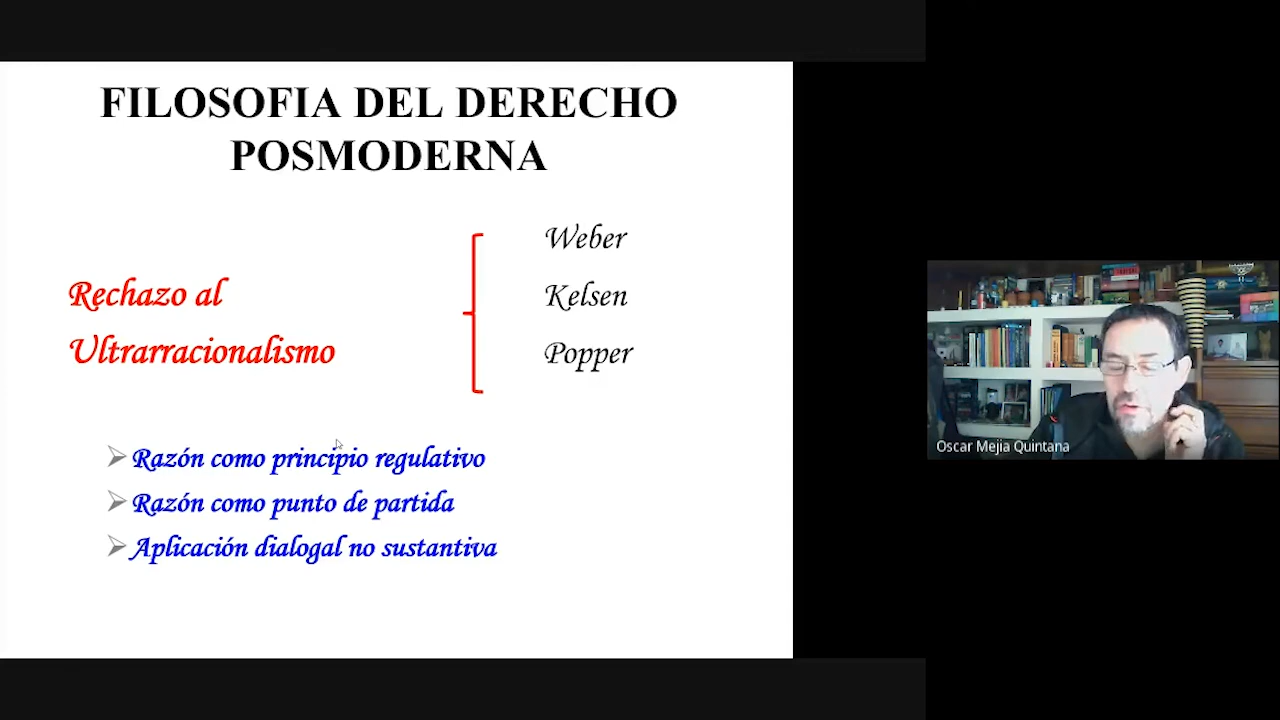 FILOSOFIA DEL DERECHO
POSMODERNA
Rechazo al
Ultrarracionalismo
Weber
Kelsen
Popper
Razón como principio regulativo
Razón como punto de partida
Aplicación dialogal no sustantiva
Oscar Mejia Quintana